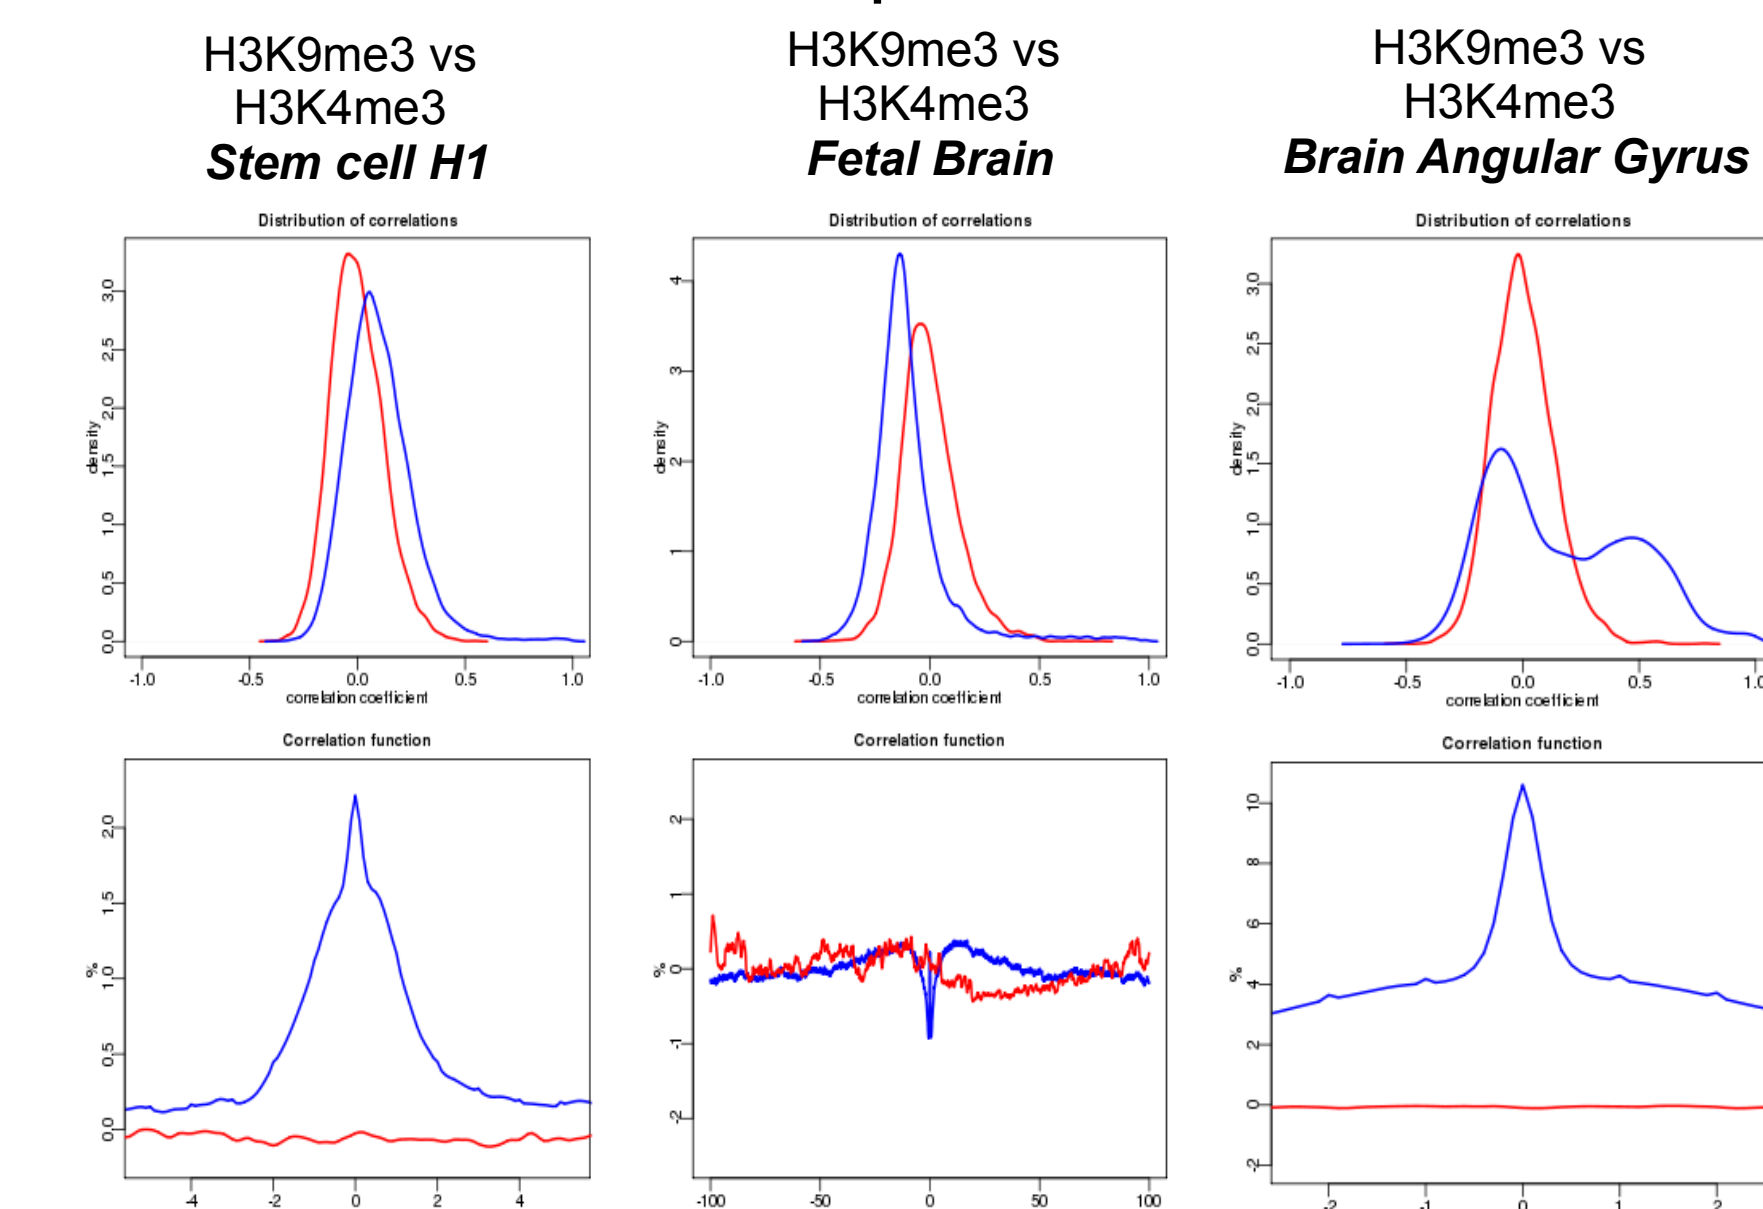 H3K9me3 vs
H3K4me3
Stem cell H1
H3K9me3 vs
H3K4me3
Fetal Brain
H3K9me3 vs
H3K4me3
Brain Angular Gyrus
Distribution of correlations
density
0.0 0.5 1.0 1.5 2.0 2.5 3.0
-1.0 -0.5 0.0 0.5 1.0
correlation coefficient
Distribution of correlations
density
0 1 2 3 4
-1.0 -0.5 0.0 0.5 1.0
correlation coefficient
Distribution of correlations
density
0.0 0.5 1.0 1.5 2.0 2.5 3.0
-1.0 -0.5 0.0 0.5 1.0
correlation coefficient
Correlation function
%
0.0 0.5 1.0 1.5 2.0
-4 -2 0 2 4
Correlation function
%
-2 -1 0 1 2
-100 -50 0 50 100
Correlation function
%
-2 0 2 4 6 8 10
-2 -1 0 1 2